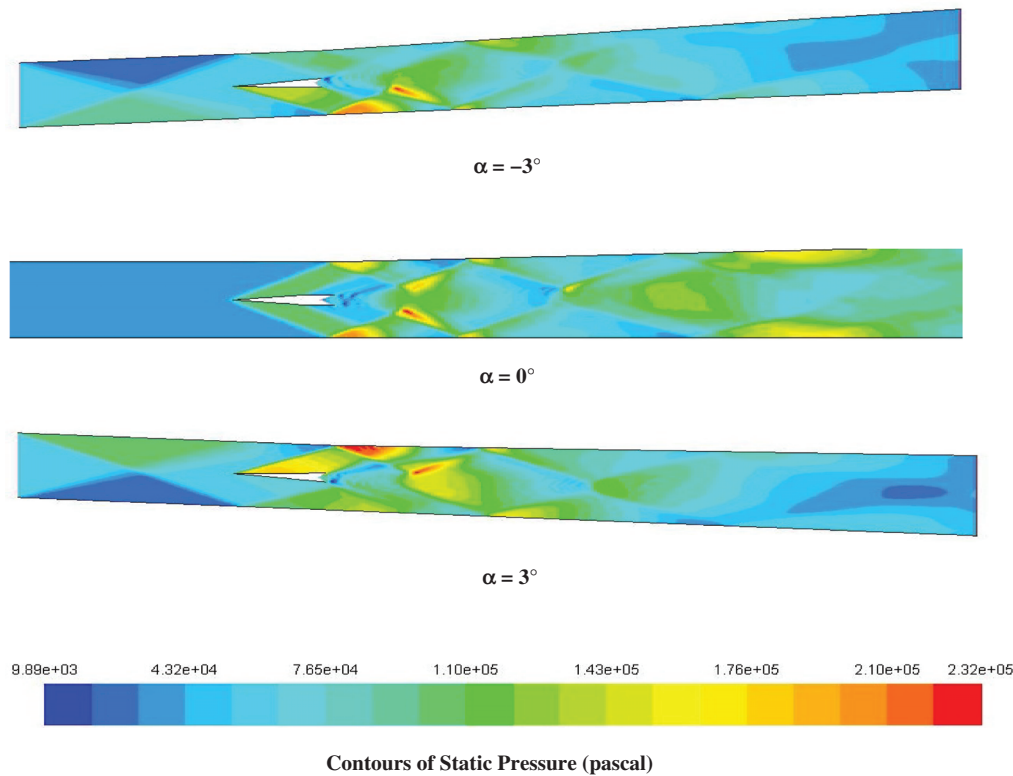 α = −3°
α = 0°
α = 3°
9.89e+03 4.32e+04 7.65e+04 1.10e+05 1.43e+05 1.76e+05 2.10e+05 2.32e+05
Contours of Static Pressure (pascal)